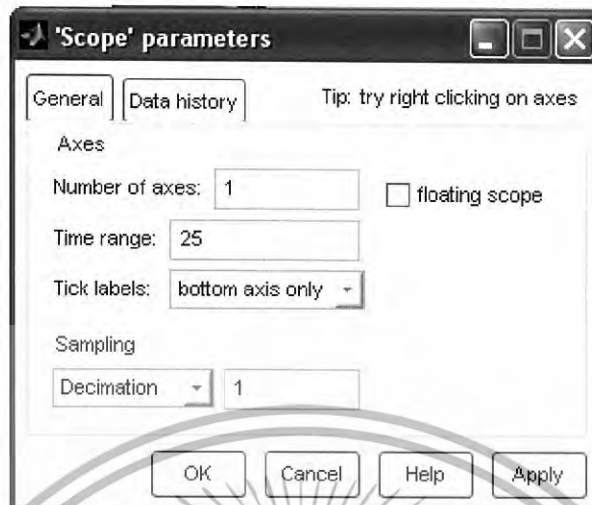 'Scope' parameters
General Data history Tip: try right clicking on axes
Axes
Number of axes: 1 floating scope
Time range: 25
Tick labels: bottom axis only
Sampling
Decimation 1
OK Cancel Help Apply